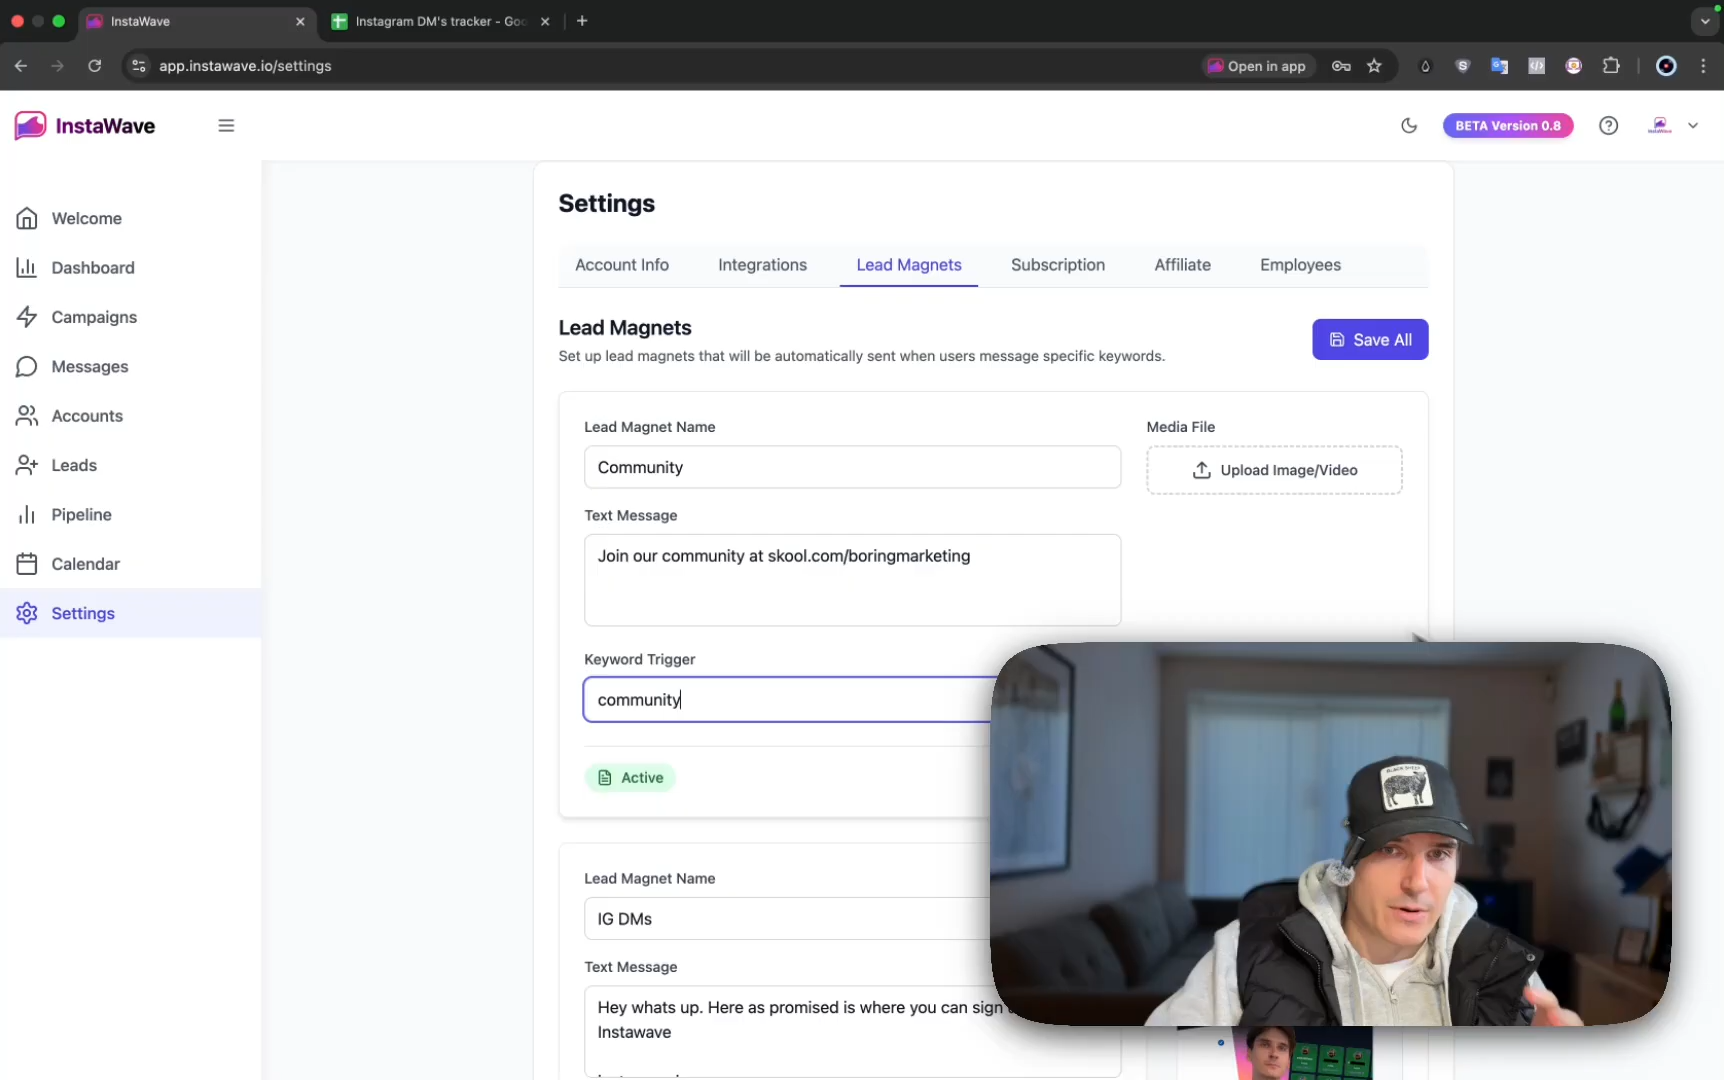 InstaWave
Instagram DM's tracker - Goo
app.instawave.io/settings
Open in app
InstaWave
BETA Version 0.8
Welcome
Dashboard
Campaigns
Messages
Accounts
Leads
Pipeline
Calendar
Settings
Settings
Account Info
Integrations
Lead Magnets
Subscription
Affiliate
Employees
Lead Magnets
Set up lead magnets that will be automatically sent when users message specific keywords.
Save All
Lead Magnet Name
Community
Media File
Upload Image/Video
Text Message
Join our community at skool.com/boringmarketing
Keyword Trigger
community
Active
Lead Magnet Name
IG DMs
Text Message
Hey whats up. Here as promised is where you can sign
Instawave